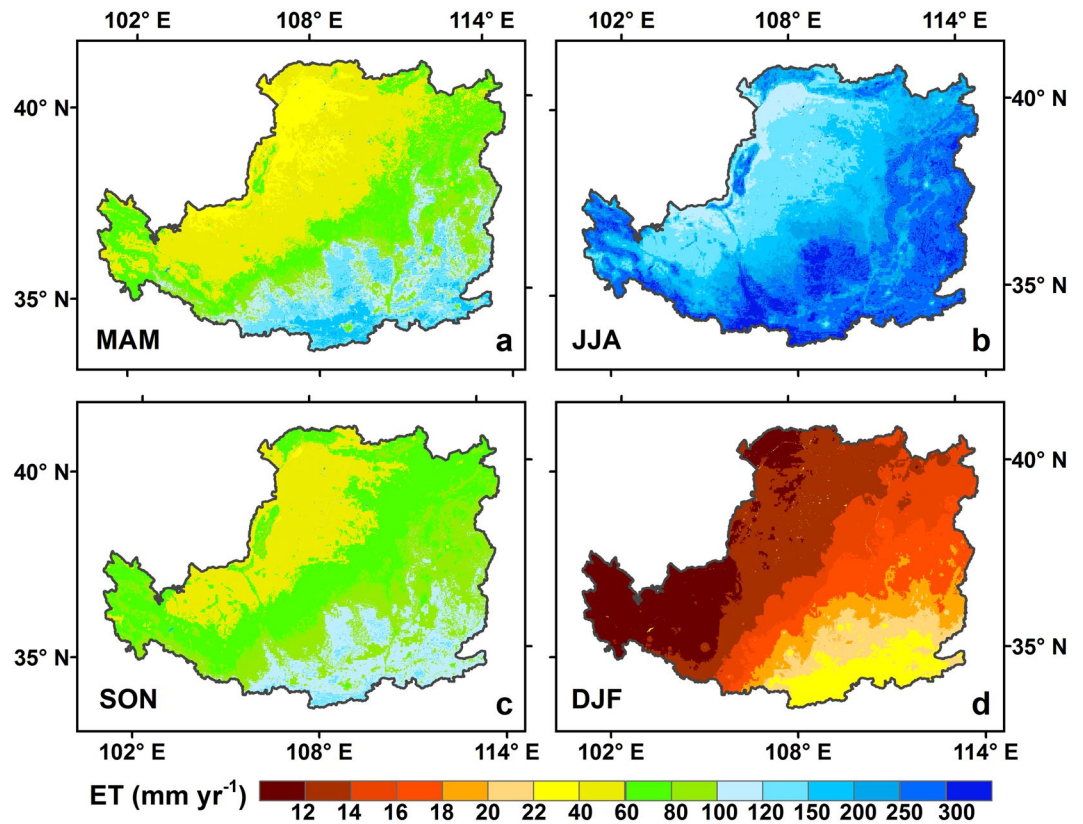 102° E 108° E 114° E 102° E 108° E 114° E
40° N 40° N
35° N 35° N
MAM a JJA b
40° N 40° N
35° N 35° N
SON c DJF d
102° E 108° E 114° E 102° E 108° E 114° E
ET (mm yr⁻¹) 12 14 16 18 20 22 40 60 80 100 120 150 200 250 300